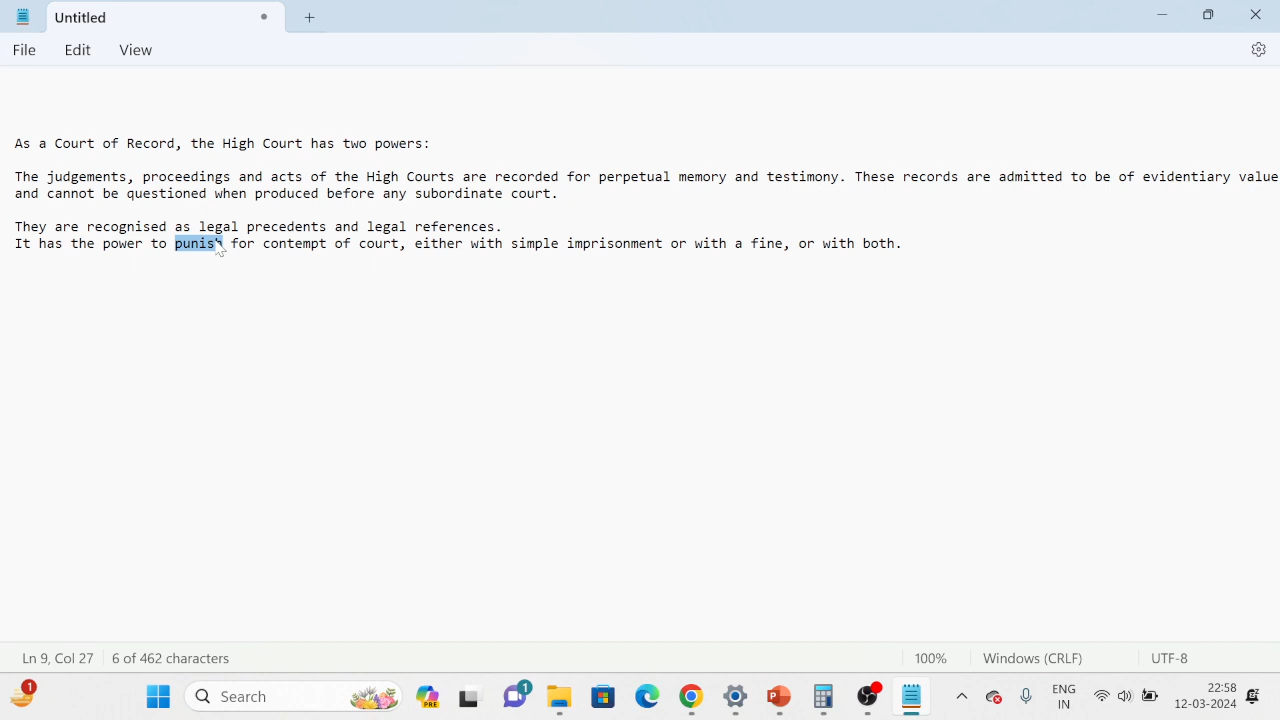 Untitled
File Edit View
As a Court of Record, the High Court has two powers:
The judgements, proceedings and acts of the High Courts are recorded for perpetual memory and testimony. These records are admitted to be of evidentiary value
and cannot be questioned when produced before any subordinate court.
They are recognised as legal precedents and legal references.
It has the power to punish for contempt of court, either with simple imprisonment or with a fine, or with both.
Ln 9, Col 27 6 of 462 characters 100% Windows (CRLF) UTF-8
1 Search PRE 1 ENG 22:58
IN 12-03-2024